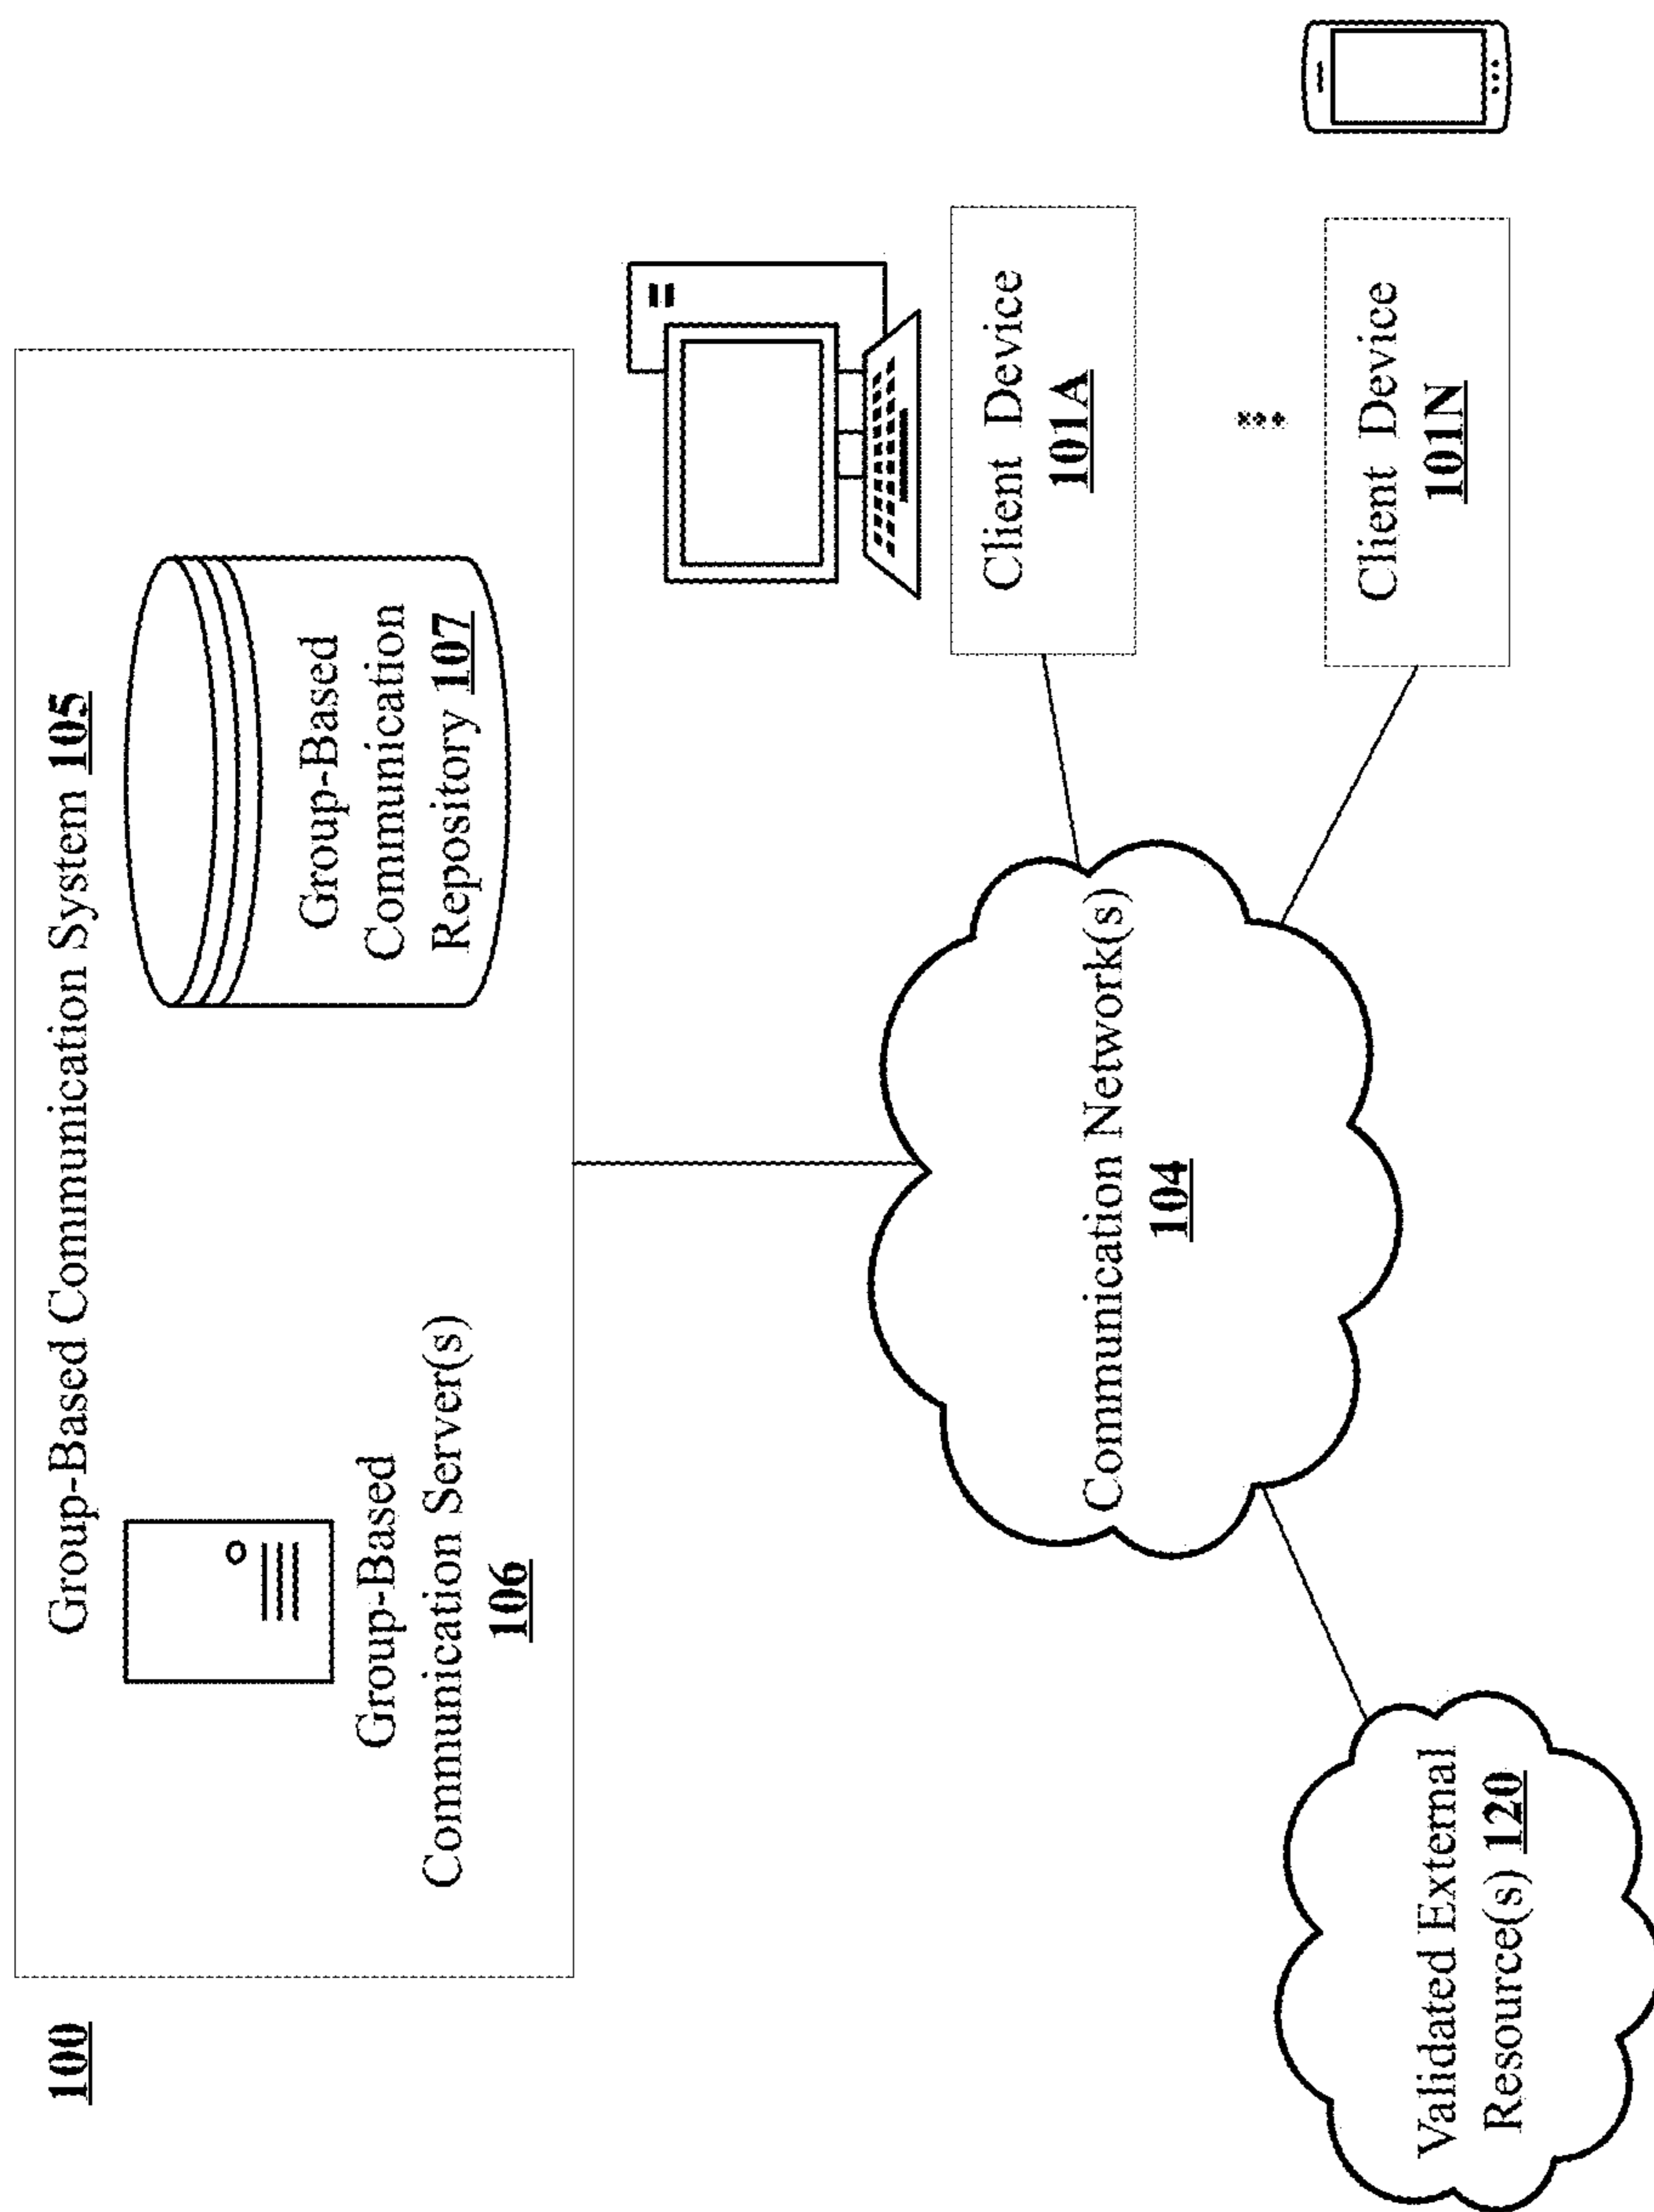 100
Group-Based Communication System 105
Group-Based
Communication Server(s)
106
Group-Based
Communication
Repository 107
Communication Network(s)
104
Client Device
101A
Client Device
101N
Validated External
Resource(s) 120